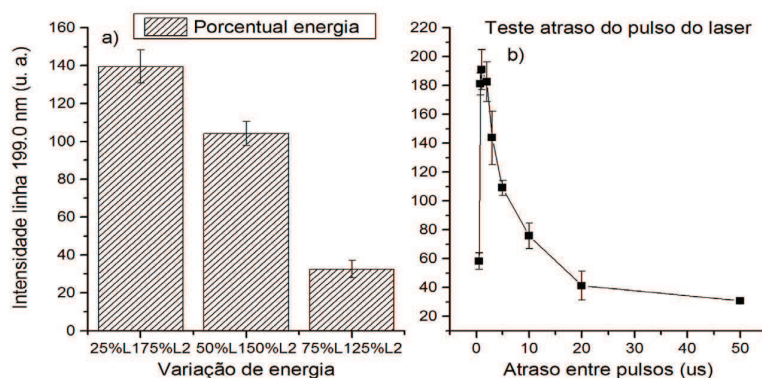 a)
Porcentual energia
Intensidade linha 199.0 nm (u. a.)
160
140
120
100
80
60
40
20
0
25%L175%L2 50%L150%L2 75%L125%L2
Variação de energia
Teste atraso do pulso do laser
b)
220
200
180
160
140
120
100
80
60
40
20
0 10 20 30 40 50
Atraso entre pulsos (us)